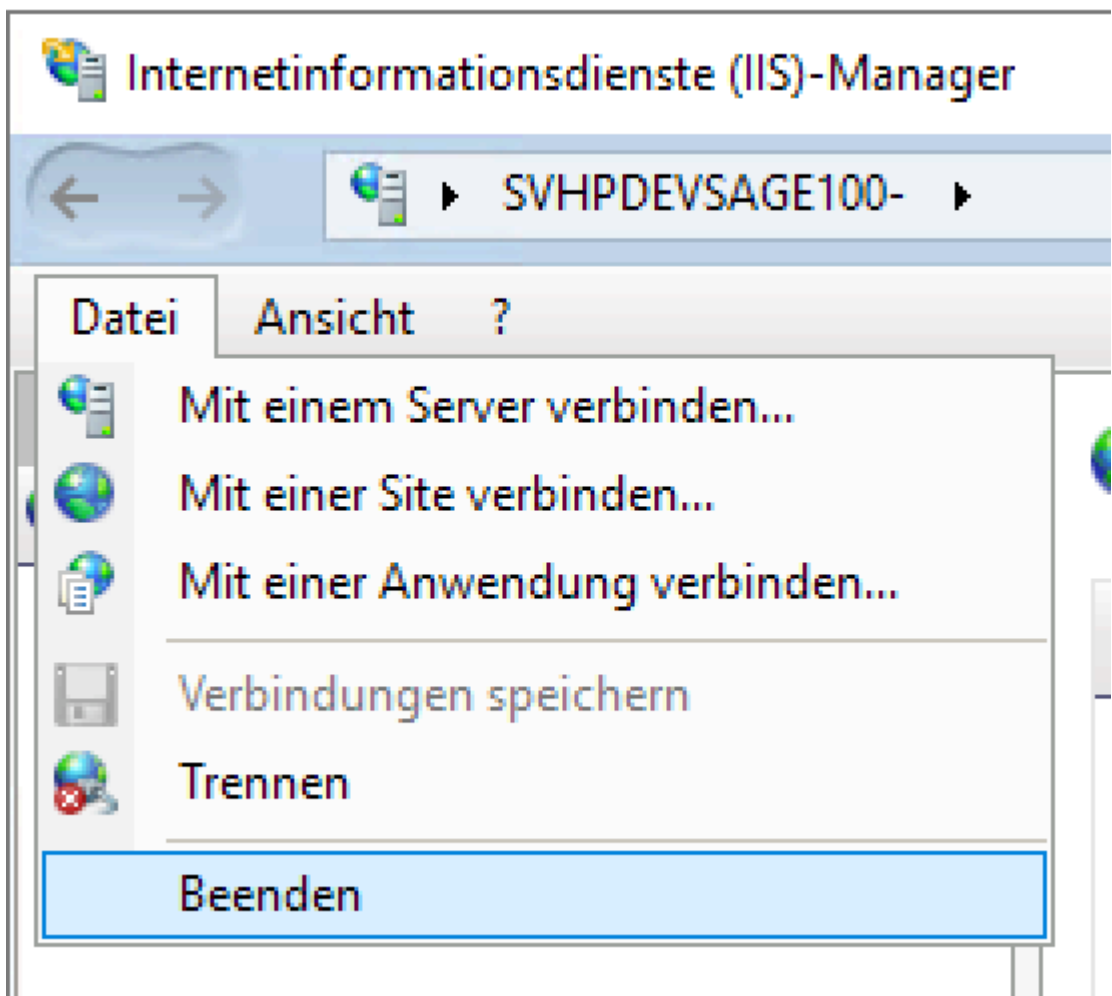 Internetinformationsdienste (IIS)-Manager
SVHPDEVSAGE100-
Datei Ansicht ?
Mit einem Server verbinden...
Mit einer Site verbinden...
Mit einer Anwendung verbinden...
Verbindungen speichern
Trennen
Beenden